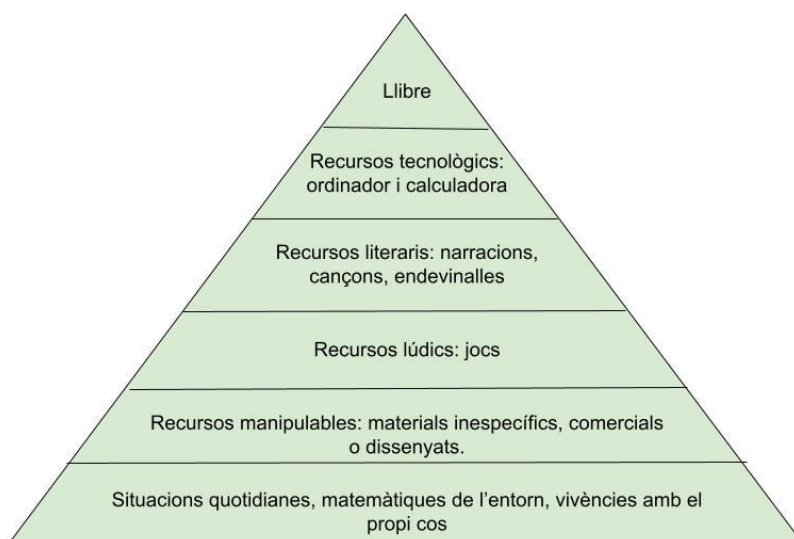 Llibre
Recursos tecnològics:
ordinador i calculadora
Recursos literaris: narracions,
cançons, endevinalles
Recursos lúdics: jocs
Recursos manipulables: materials inespecífics, comercials
o dissenyats.
Situacions quotidianes, matemàtiques de l'entorn, vivències amb el
propi cos